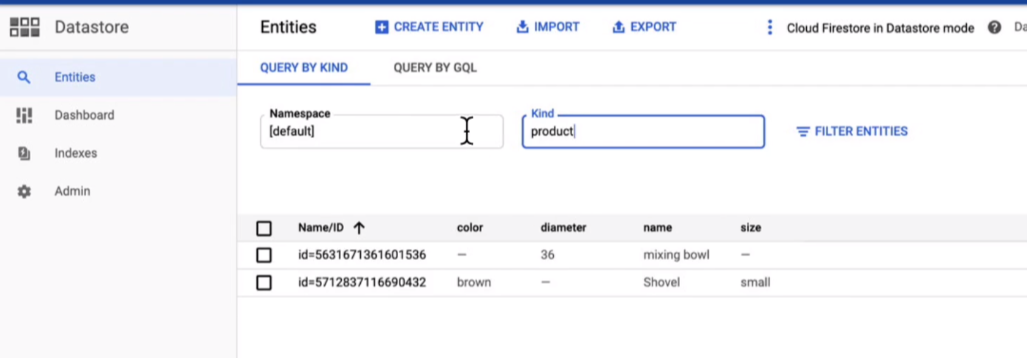 Datastore
Entities
CREATE ENTITY
IMPORT
EXPORT
Cloud Firestore in Datastore mode
Entities
Dashboard
Indexes
Admin
QUERY BY KIND
QUERY BY GQL
Namespace
[default]
Kind
product
FILTER ENTITIES
Name/ID color diameter name size
id=5631671361601536 – 36 mixing bowl –
id=5712837116690432 brown – Shovel small